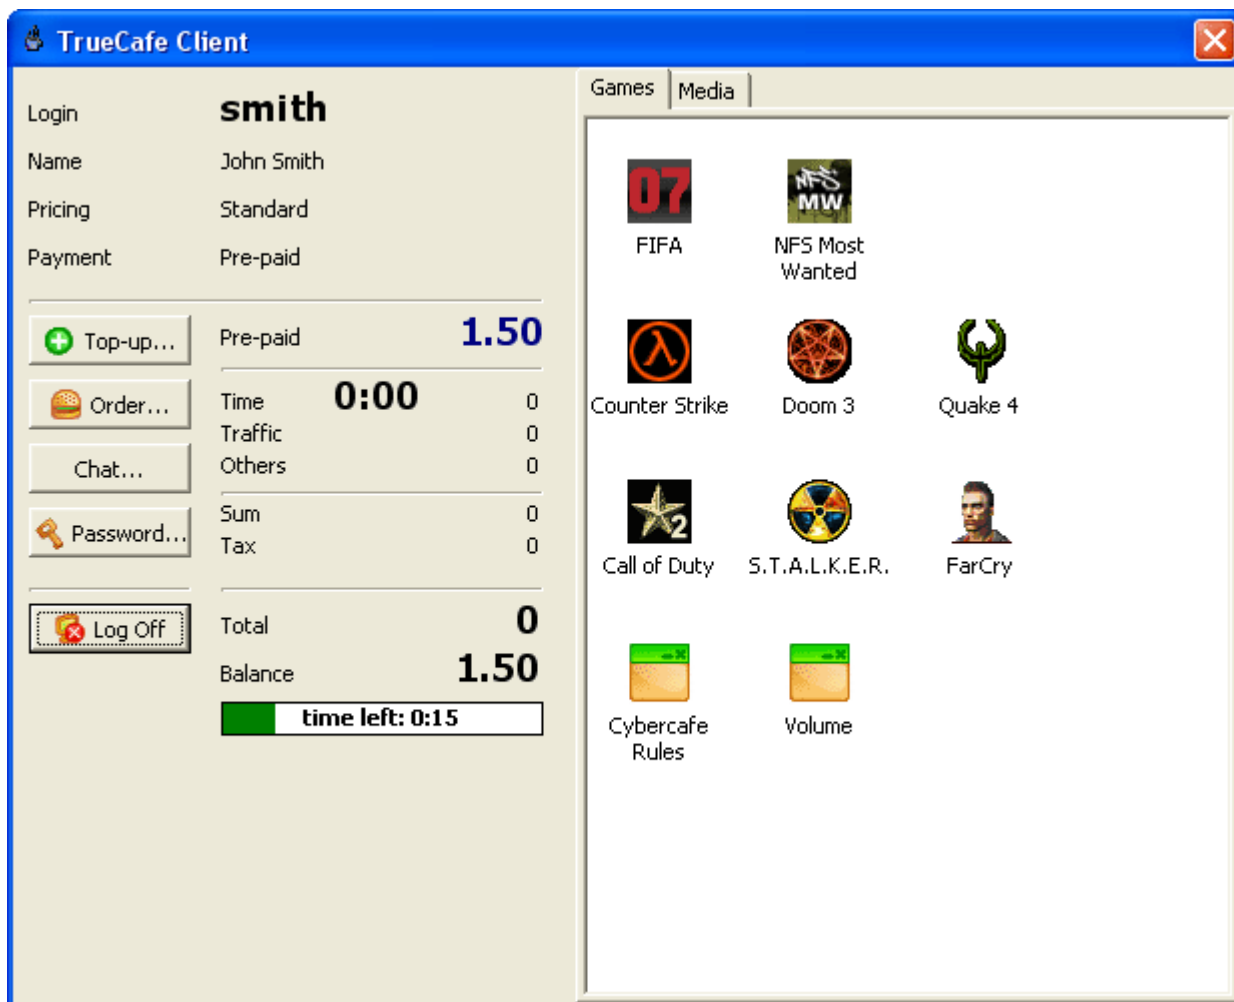 TrueCafe Client
Login smith
Name John Smith
Pricing Standard
Payment Pre-paid
Top-up...
Order...
Chat...
Password...
Log Off
Pre-paid 1.50
Time 0:00 0
Traffic 0
Others 0
Sum 0
Tax 0
Total 0
Balance 1.50
time left: 0:15
Games Media
07
FIFA
NFS
MW
NFS Most
Wanted
Counter Strike
Doom 3
Quake 4
2
Call of Duty
S.T.A.L.K.E.R.
FarCry
Cybercafe
Rules
Volume